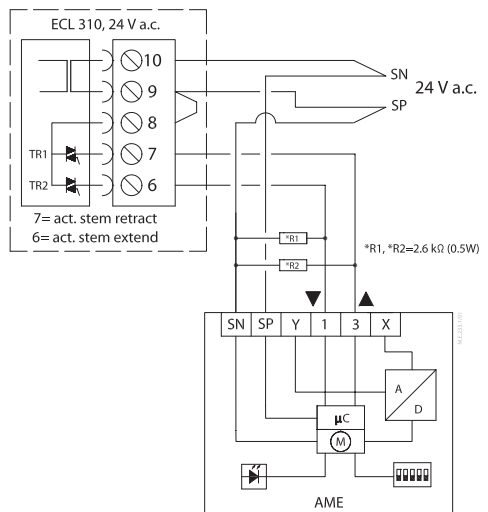 ECL 310, 24 V a.c.
10
9
8
7
6
TR1
TR2
7= act. stem retract
6= act. stem extend
SN
24 V a.c.
SP
*R1
*R2
*R1, *R2=2.6 kΩ (0.5W)
SN SP Y 1 3 X
A
D
µC
M
AME